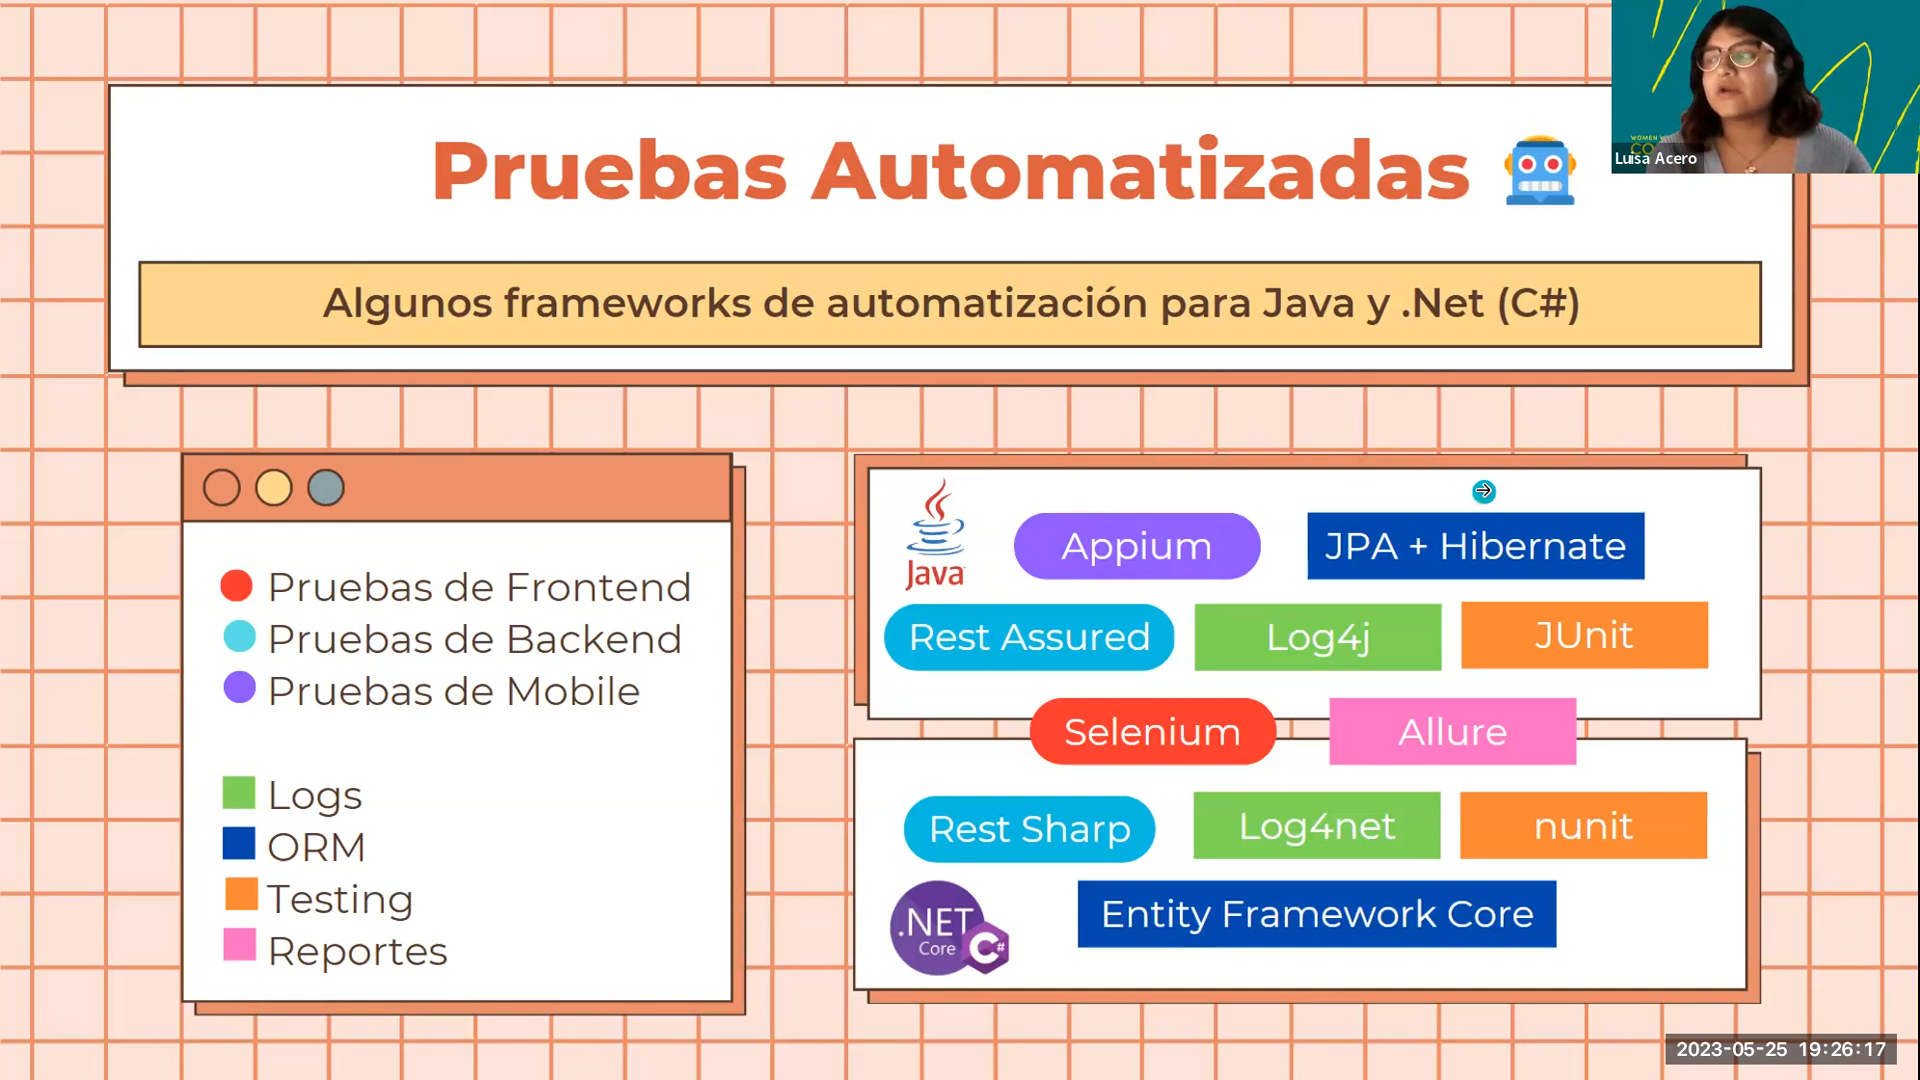 Pruebas Automatizadas
Luisa Acero
Algunos frameworks de automatización para Java y .Net (C#)
Pruebas de Frontend
Pruebas de Backend
Pruebas de Mobile
Logs
ORM
Testing
Reportes
Java
Appium
JPA + Hibernate
Rest Assured
Log4j
JUnit
Selenium
Allure
Rest Sharp
Log4net
nunit
.NET
Core
C#
Entity Framework Core
2023-05-25 19:26:17